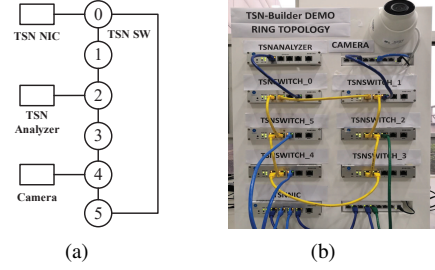 TSN NIC
0
TSN SW
1
2
TSN
Analyzer
3
4
Camera
5
(a)
TSN-Builder DEMO
RING TOPOLOGY
TSNANALYZER
CAMERA
TSNSWITCH_0
TSNSWITCH_1
TSNSWITCH_5
TSNSWITCH_2
TSNSWITCH_4
TSNSWITCH_3
TSNNIC
(b)